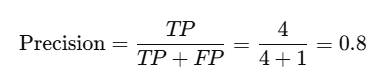 Precision = TP / (TP + FP) = 4 / (4 + 1) = 0.8